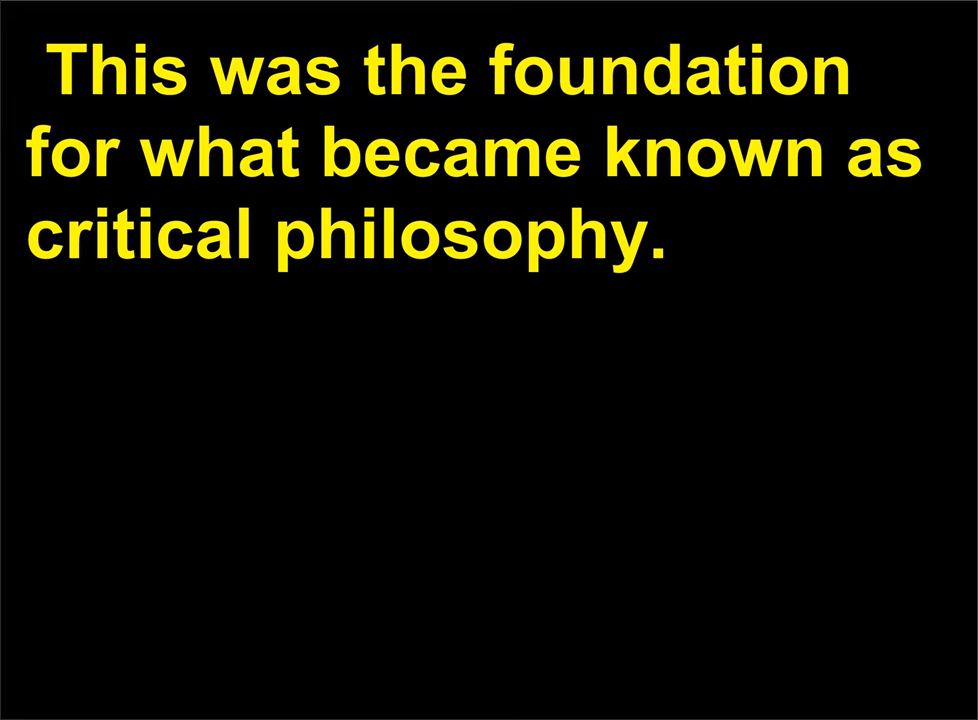 This was the foundation
for what became known as
critical philosophy.